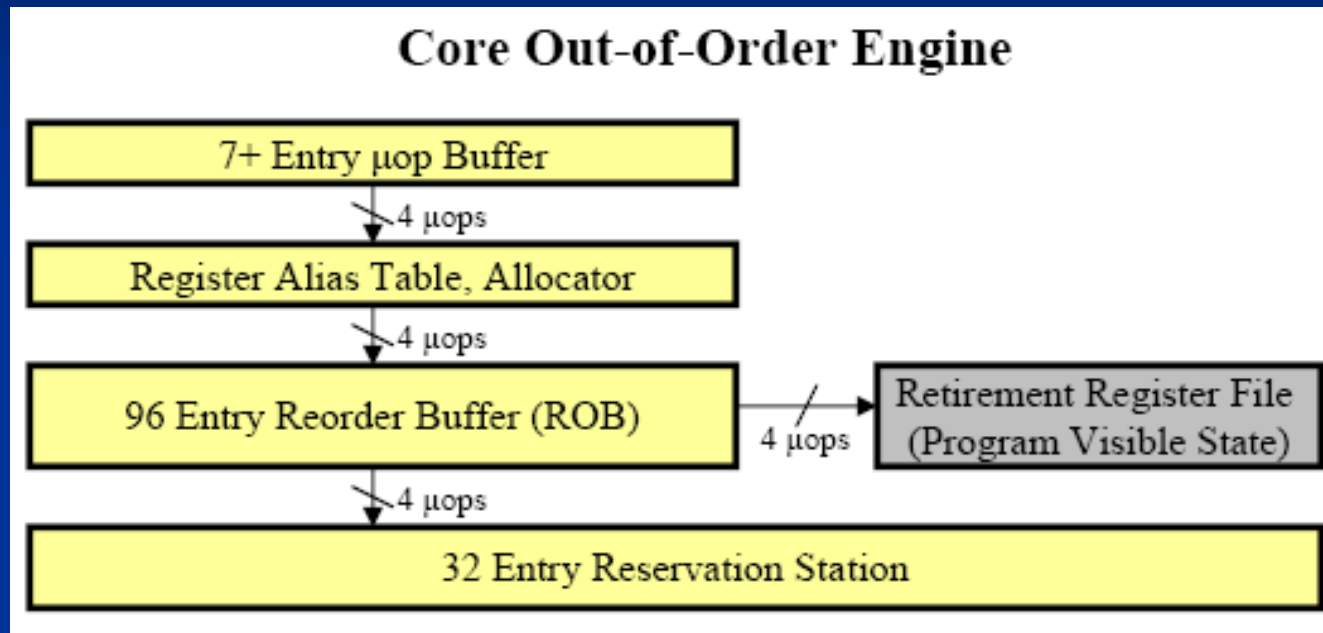 Core Out-of-Order Engine
7+ Entry μop Buffer
4 μops
Register Alias Table, Allocator
4 μops
96 Entry Reorder Buffer (ROB)
4 μops
Retirement Register File
(Program Visible State)
4 μops
32 Entry Reservation Station